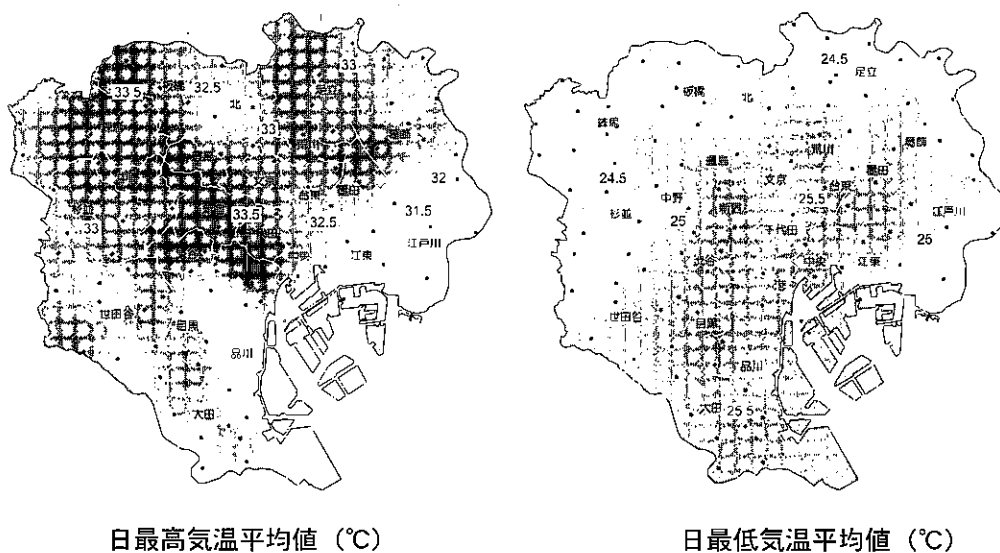 33
足立
33.5
板橋
32.5
北
33
葛飾
文京
台東
墨田
32
33.5
32.5
31.5
33
江戸川
中央
江東
世田谷
目黒
品川
大田
日最高気温平均値（℃）
24.5
足立
板橋
北
練馬
荒川
葛飾
豊島
文京
墨田
台東
24.5
中野
新宿
25.5
杉並
25
千代田
江戸川
25
渋谷
中央
江東
港
世田谷
目黒
品川
大田
25.5
日最低気温平均値（℃）